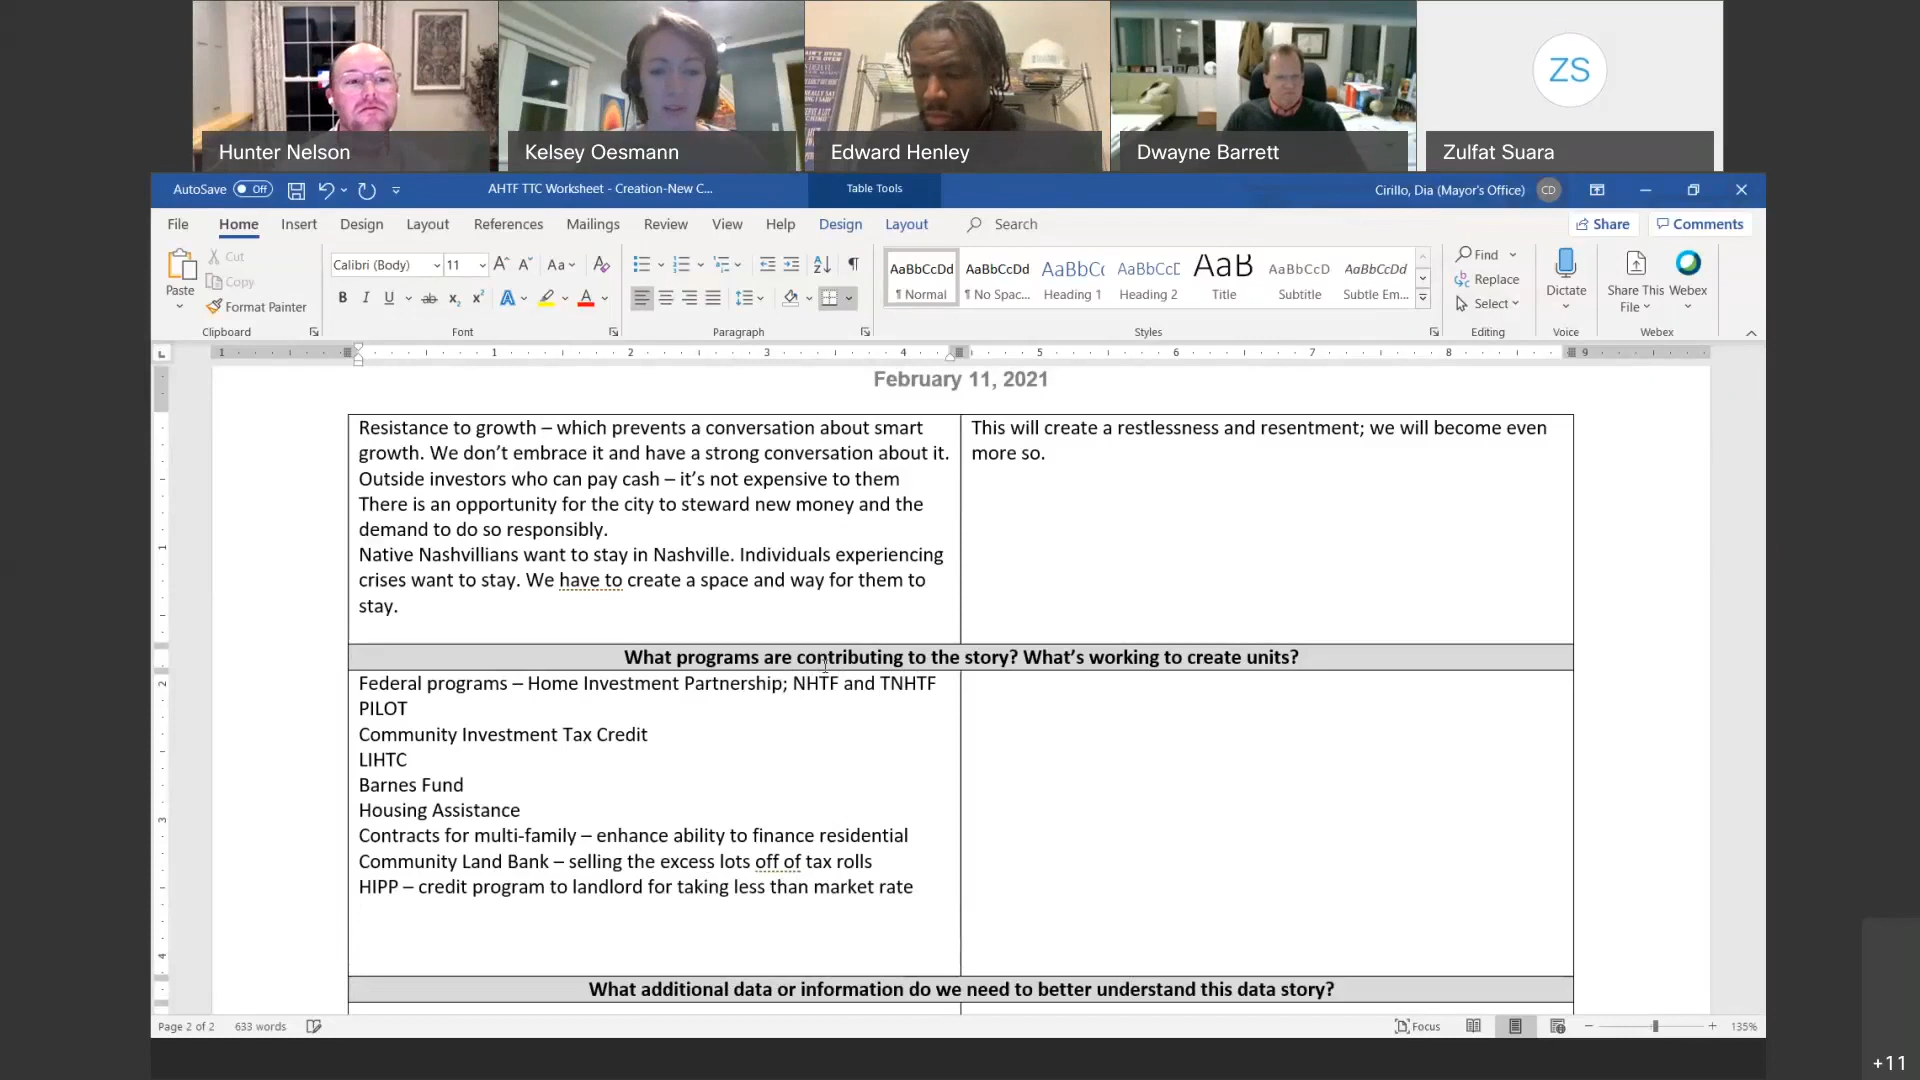 ZS
Hunter Nelson
Kelsey Oesmann
Edward Henley
Dwayne Barrett
Zulfat Suara
AutoSave Off
AHTF TTC Worksheet - Creation-New C...
Table Tools
Cirillo, Dia (Mayor's Office) CD
File Home Insert Design Layout References Mailings Review View Help Design Layout Search
Share Comments
Paste
Cut
Copy
Format Painter
Clipboard
Calibri (Body) 11
Font
Paragraph
AaBbCcDd AaBbCcDd AaBbCc AaBbCcD AaB AaBbCcD AaBbCcDd
¶ Normal ¶ No Spac... Heading 1 Heading 2 Title Subtitle Subtle Em...
Styles
Find
Replace
Select
Editing
Dictate
Voice
Share This File
Webex
Webex
1 1 2 3 4 5 6 7 8 9
February 11, 2021
Resistance to growth – which prevents a conversation about smart
growth. We don't embrace it and have a strong conversation about it.
Outside investors who can pay cash – it's not expensive to them
There is an opportunity for the city to steward new money and the
demand to do so responsibly.
Native Nashvillians want to stay in Nashville. Individuals experiencing
crises want to stay. We have to create a space and way for them to
stay.
This will create a restlessness and resentment; we will become even
more so.
What programs are contributing to the story? What's working to create units?
Federal programs – Home Investment Partnership; NHTF and TNHTF
PILOT
Community Investment Tax Credit
LIHTC
Barnes Fund
Housing Assistance
Contracts for multi-family – enhance ability to finance residential
Community Land Bank – selling the excess lots off of tax rolls
HIPP – credit program to landlord for taking less than market rate
What additional data or information do we need to better understand this data story?
Page 2 of 2 633 words
Focus
135%
+11